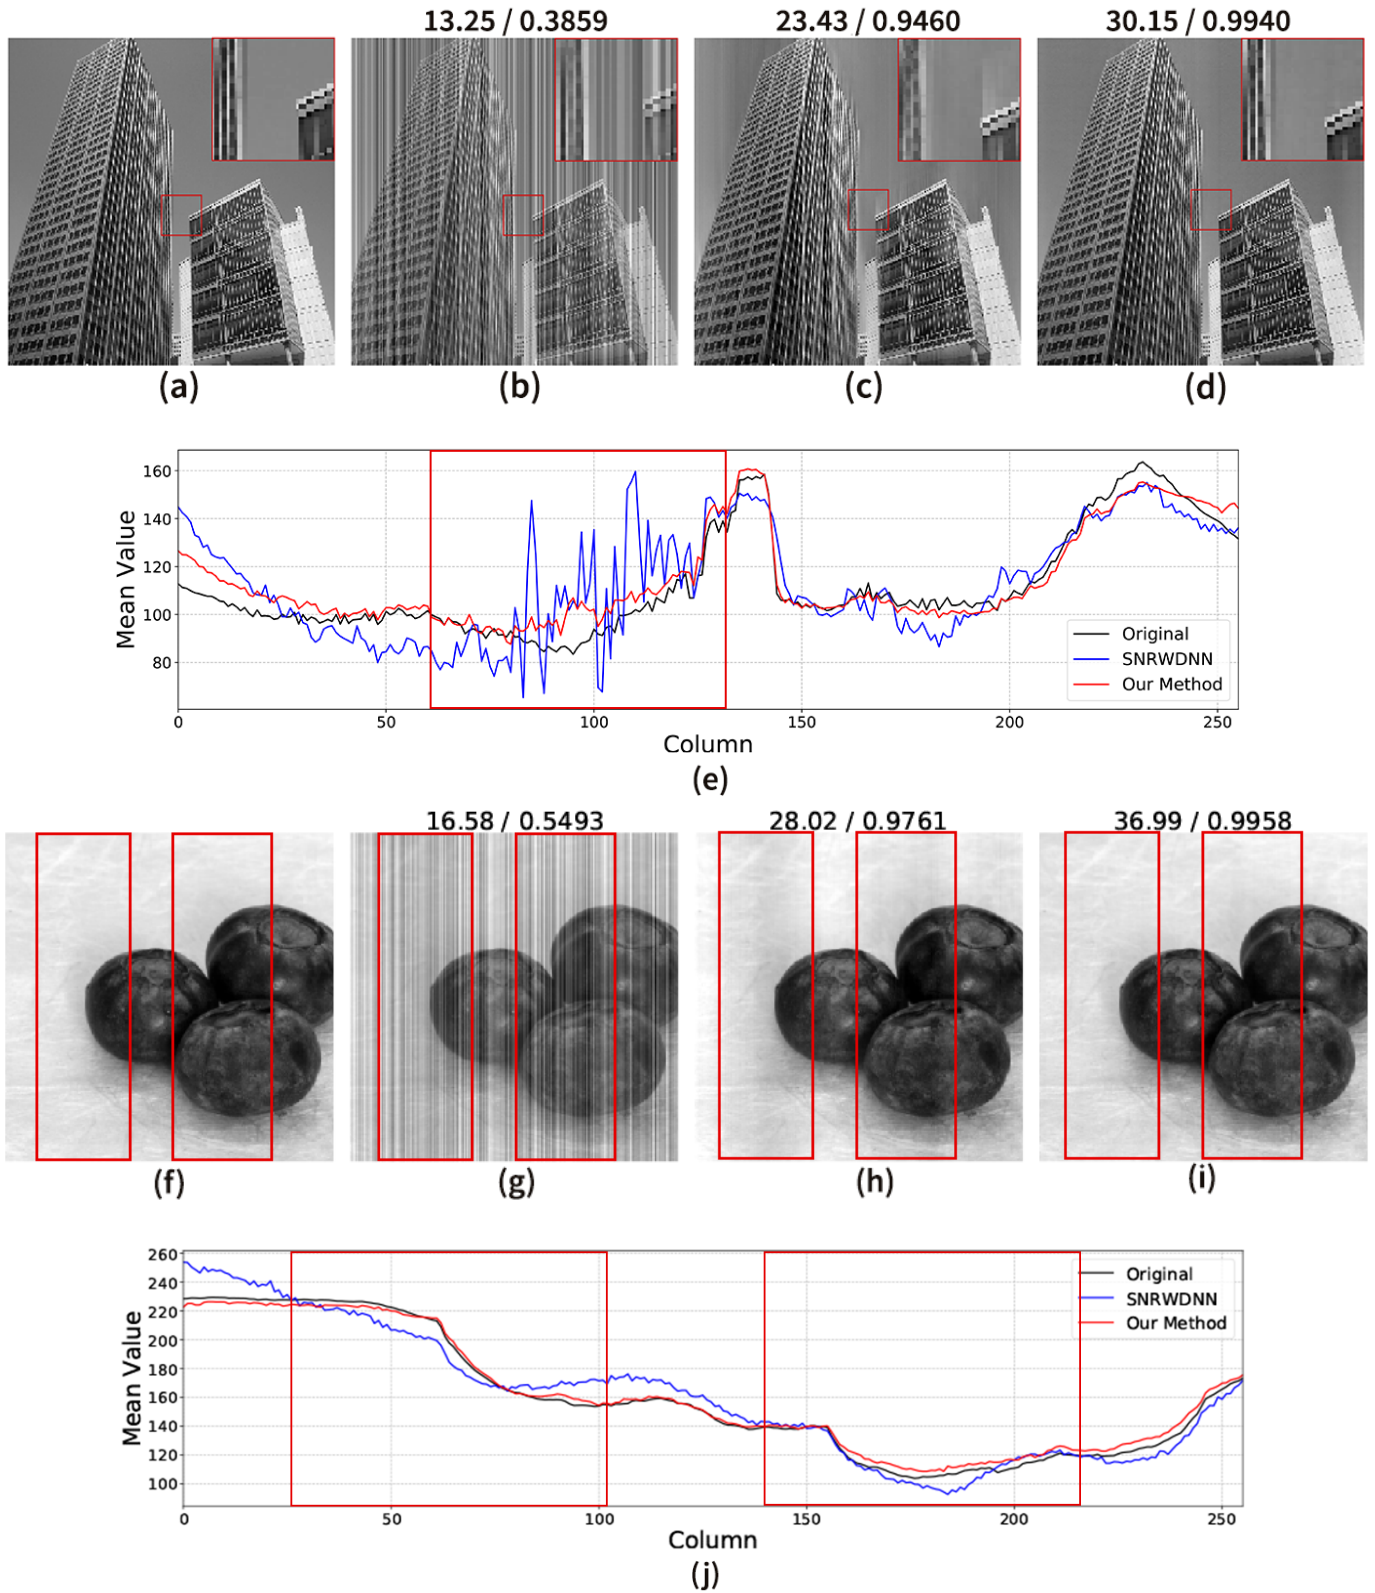 13.25 / 0.3859
23.43 / 0.9460
30.15 / 0.9940
(a)
(b)
(c)
(d)
160
140
120
100
80
Mean Value
Original
SNRWDNN
Our Method
0
50
100
150
200
250
Column
(e)
16.58 / 0.5493
28.02 / 0.9761
36.99 / 0.9958
(f)
(g)
(h)
(i)
260
240
220
200
180
160
140
120
100
Mean Value
Original
SNRWDNN
Our Method
0
50
100
150
200
250
Column
(j)